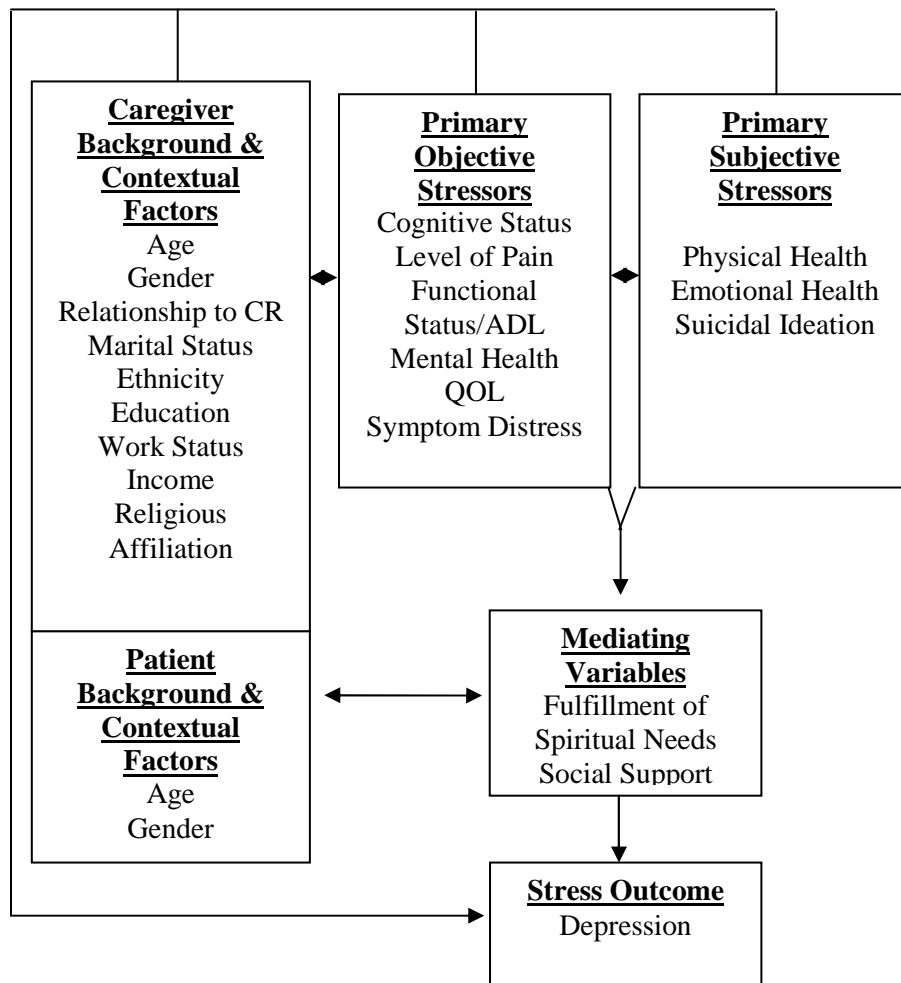 Caregiver
Background &
Contextual
Factors
Age
Gender
Relationship to CR
Marital Status
Ethnicity
Education
Work Status
Income
Religious
Affiliation
Primary
Objective
Stressors
Cognitive Status
Level of Pain
Functional
Status/ADL
Mental Health
QOL
Symptom Distress
Primary
Subjective
Stressors
Physical Health
Emotional Health
Suicidal Ideation
Patient
Background &
Contextual
Factors
Age
Gender
Mediating
Variables
Fulfillment of
Spiritual Needs
Social Support
Stress Outcome
Depression